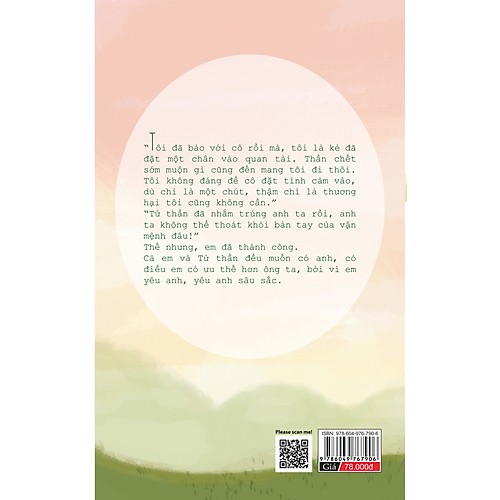 "Tôi đã bảo với cô rồi mà, tôi là kẻ đã
đặt một chân vào quan tài. Thần chết
sớm muộn gì cũng đến mang tôi đi thôi.
Tôi không đáng để cô đặt tình cảm vào,
dù chỉ là một chút, thậm chí là thương
hại tôi cũng không cần."
"Tử thần đã nhắm trúng anh ta rồi, anh
ta không thể thoát khỏi bàn tay của vận
mệnh đâu!"
Thế nhưng, em đã thành công.
Cả em và Tử thần đều muốn có anh, có
điều em có ưu thế hơn ông ta, bởi vì em
yêu anh, yêu anh sâu sắc.
Please scan me!
ISBN: 978-604-976-790-6
9 786049 767906
Giá 78.000đ